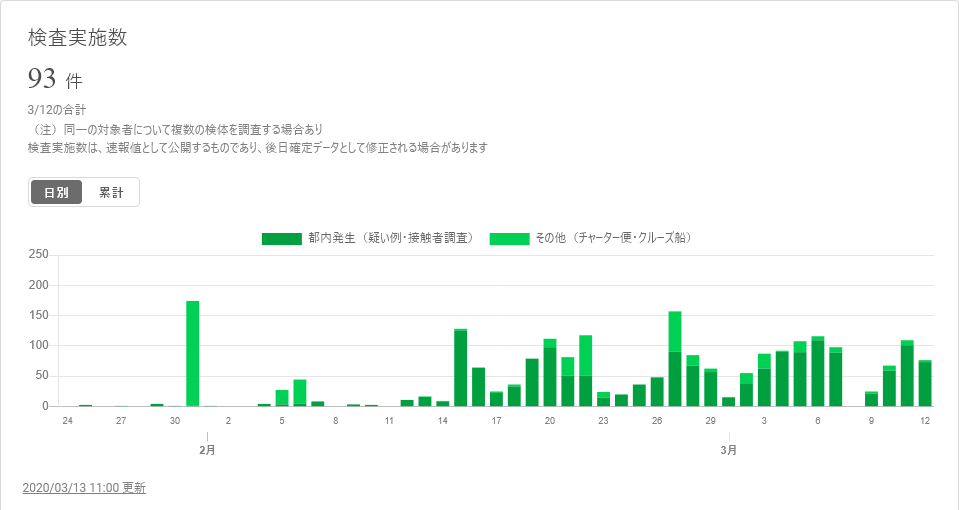 検査実施数
93 件
3/12の合計
（注）同一の対象者について複数の検体を調査する場合あり
検査実施数は、速報値として公開するものであり、後日確定データとして修正される場合があります
日別 累計
都内発生（疑い例・接触者調査） その他（チャーター便・クルーズ船）
250
200
150
100
50
0
24 27 30 2 5 8 11 14 17 20 23 26 29 3 6 9 12
2月 3月
2020/03/13 11:00 更新